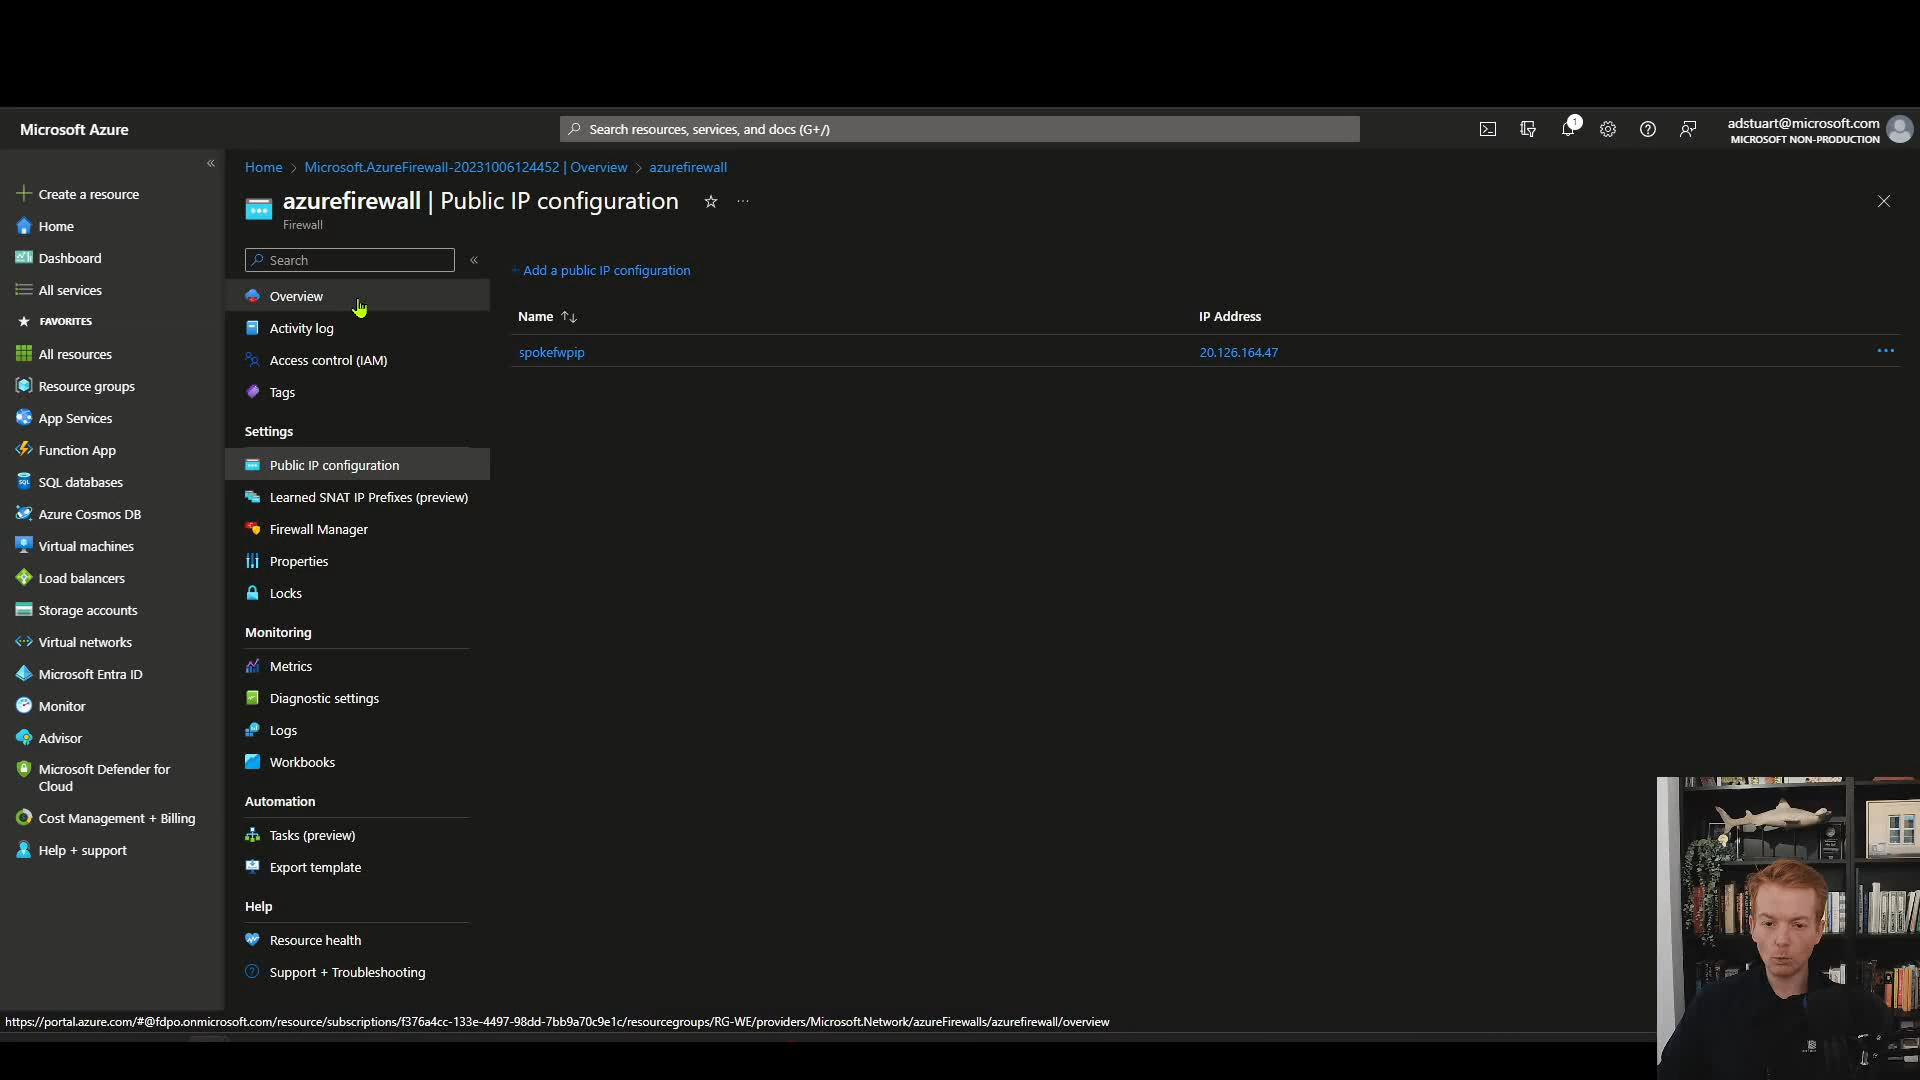 Microsoft Azure
Search resources, services, and docs (G+/)
1
adstuart@microsoft.com
MICROSOFT NON-PRODUCTION
Home > Microsoft.AzureFirewall-20231006124452 | Overview > azurefirewall
azurefirewall | Public IP configuration
Firewall
Create a resource
Home
Dashboard
All services
FAVORITES
All resources
Resource groups
App Services
Function App
SQL databases
Azure Cosmos DB
Virtual machines
Load balancers
Storage accounts
Virtual networks
Microsoft Entra ID
Monitor
Advisor
Microsoft Defender for
Cloud
Cost Management + Billing
Help + support
Search
Overview
Activity log
Access control (IAM)
Tags
Settings
Public IP configuration
Learned SNAT IP Prefixes (preview)
Firewall Manager
Properties
Locks
Monitoring
Metrics
Diagnostic settings
Logs
Workbooks
Automation
Tasks (preview)
Export template
Help
Resource health
Support + Troubleshooting
+ Add a public IP configuration
Name IP Address
spokefwpip 20.126.164.47
https://portal.azure.com/#@fdpo.onmicrosoft.com/resource/subscriptions/f376a4cc-133e-4497-98dd-7bb9a70c9e1c/resourcegroups/RG-WE/providers/Microsoft.Network/azureFirewalls/azurefirewall/overview